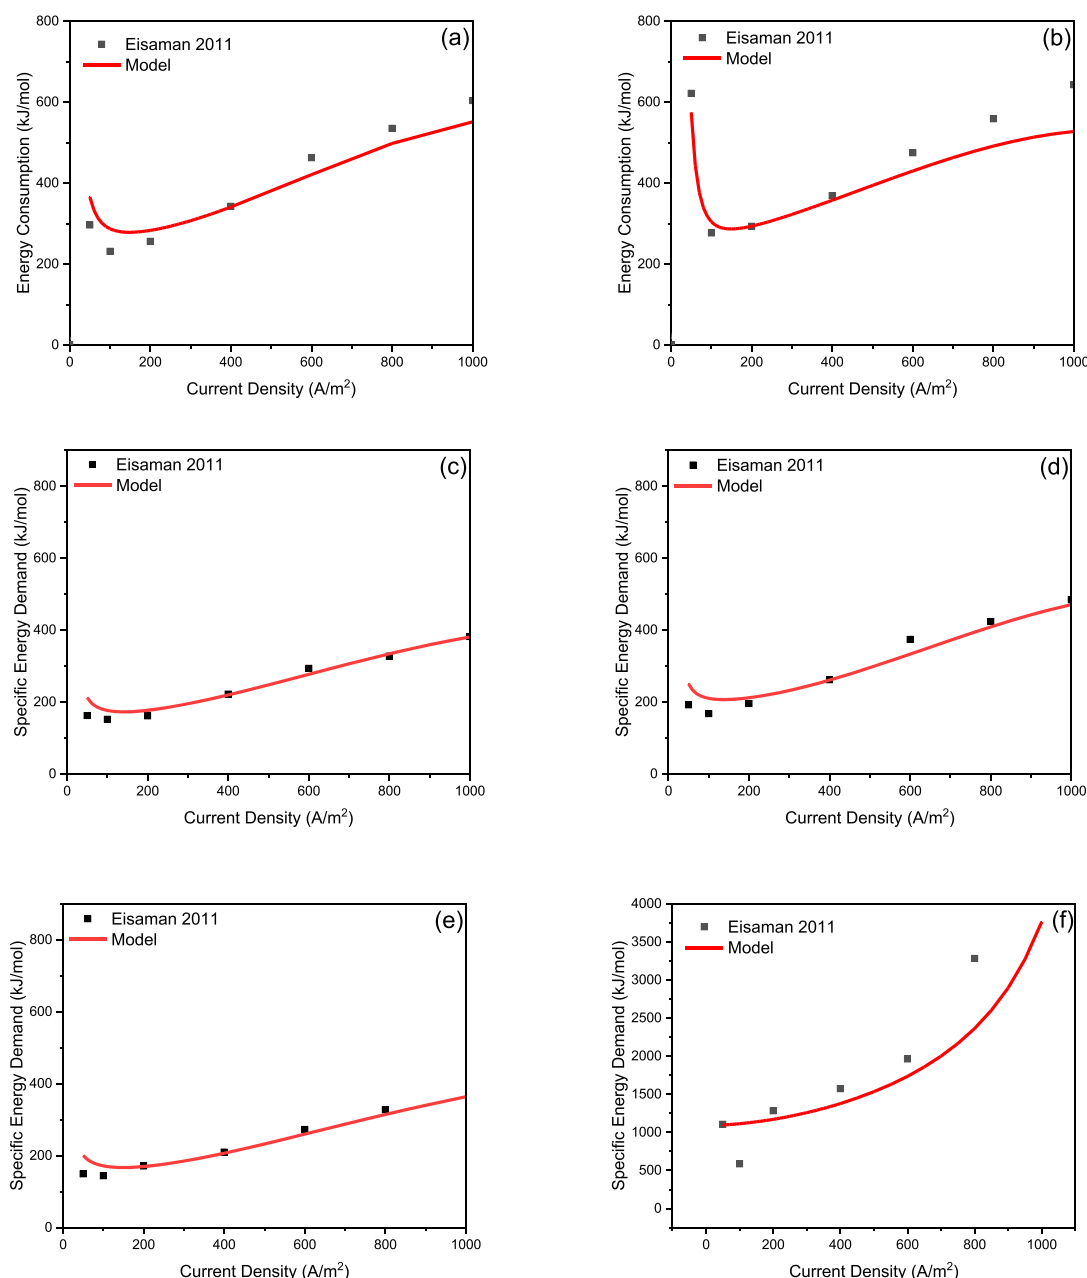 (a)
Eisaman 2011
Model
Energy Consumption (kJ/mol)
800
600
400
200
0
0 200 400 600 800 1000
Current Density (A/m²)
(b)
Eisaman 2011
Model
Energy Consumption (kJ/mol)
800
600
400
200
0
0 200 400 600 800 1000
Current Density (A/m²)
(c)
Eisaman 2011
Model
Specific Energy Demand (kJ/mol)
800
600
400
200
0
0 200 400 600 800 1000
Current Density (A/m²)
(d)
Eisaman 2011
Model
Specific Energy Demand (kJ/mol)
800
600
400
200
0
0 200 400 600 800 1000
Current Density (A/m²)
(e)
Eisaman 2011
Model
Specific Energy Demand (kJ/mol)
800
600
400
200
0
0 200 400 600 800 1000
Current Density (A/m²)
(f)
Eisaman 2011
Model
Specific Energy Demand (kJ/mol)
4000
3500
3000
2500
2000
1500
1000
500
0
0 200 400 600 800 1000
Current Density (A/m²)